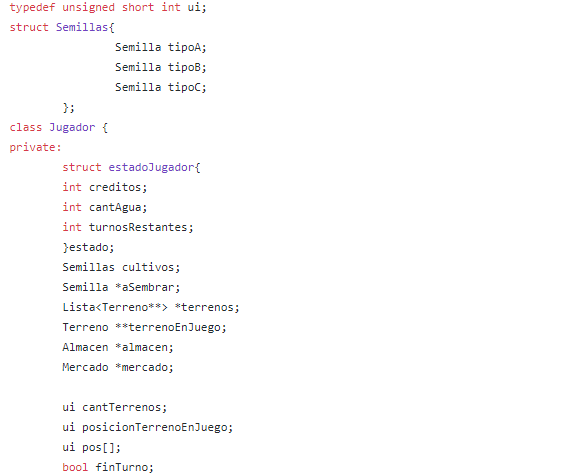 typedef unsigned short int ui;
struct Semillas{
Semilla tipoA;
Semilla tipoB;
Semilla tipoC;
};
class Jugador {
private:
struct estadoJugador{
int creditos;
int cantAgua;
int turnosRestantes;
}estado;
Semillas cultivos;
Semilla *aSembrar;
Lista<Terreno**> *terrenos;
Terreno **terrenoEnJuego;
Almacen *almacen;
Mercado *mercado;
ui cantTerrenos;
ui posicionTerrenoEnJuego;
ui pos[];
bool finTurno;